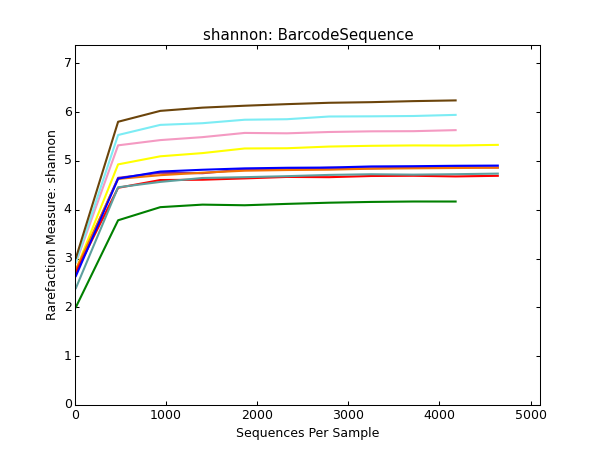 shannon: BarcodeSequence
7
6
5
4
3
2
1
0
Rarefaction Measure: shannon
0 1000 2000 3000 4000 5000
Sequences Per Sample